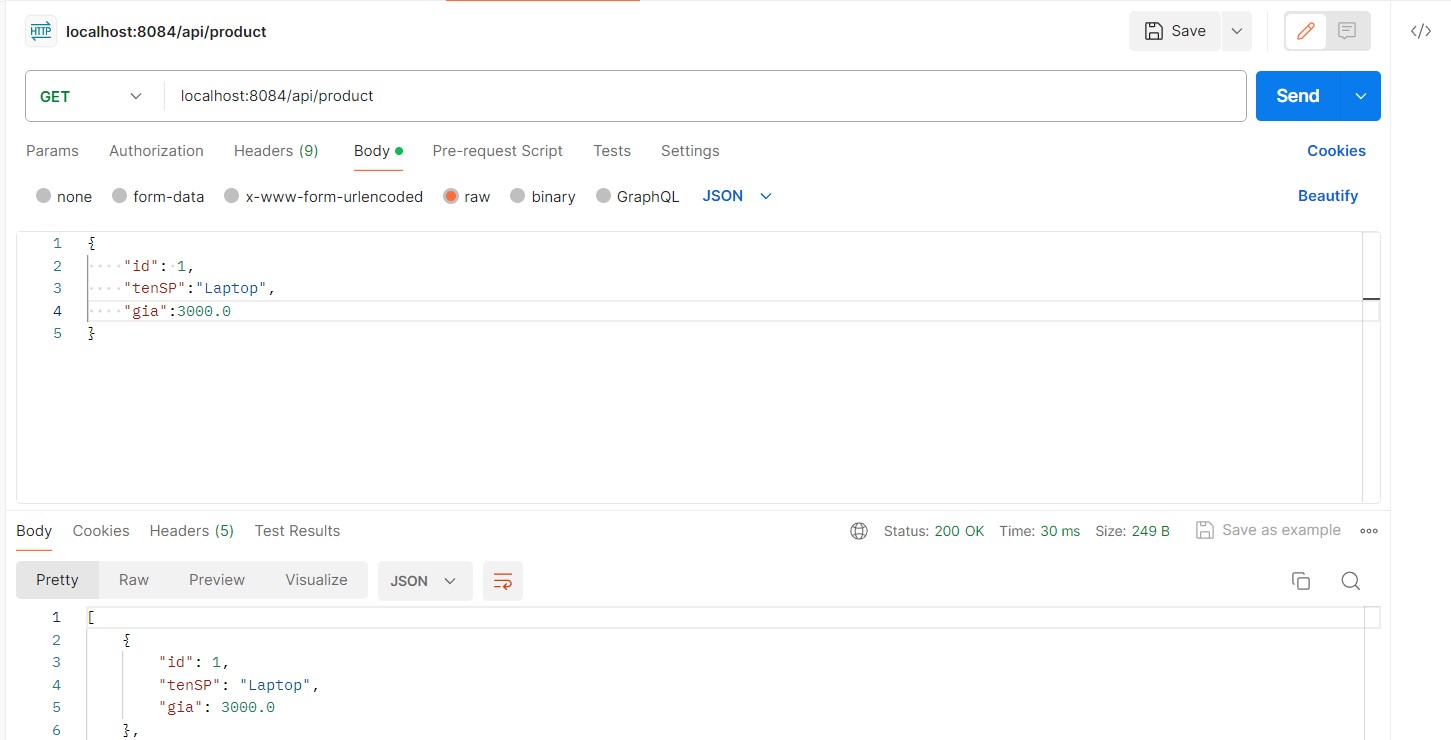 HTTP localhost:8084/api/product Save
GET localhost:8084/api/product Send
Params Authorization Headers (9) Body Pre-request Script Tests Settings Cookies
none form-data x-www-form-urlencoded raw binary GraphQL JSON Beautify
1 {
2 "id": 1,
3 "tenSP":"Laptop",
4 "gia":3000.0
5 }
Body Cookies Headers (5) Test Results Status: 200 OK Time: 30 ms Size: 249 B Save as example
Pretty Raw Preview Visualize JSON
1 [
2 {
3 "id": 1,
4 "tenSP": "Laptop",
5 "gia": 3000.0
6 },